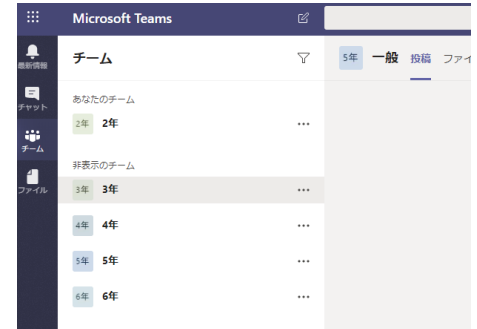 Microsoft Teams
最新情報
チャット
チーム
ファイル
チーム
あなたのチーム
2年 2年
非表示のチーム
3年 3年
4年 4年
5年 5年
6年 6年
5年 一般 投稿 ファイ